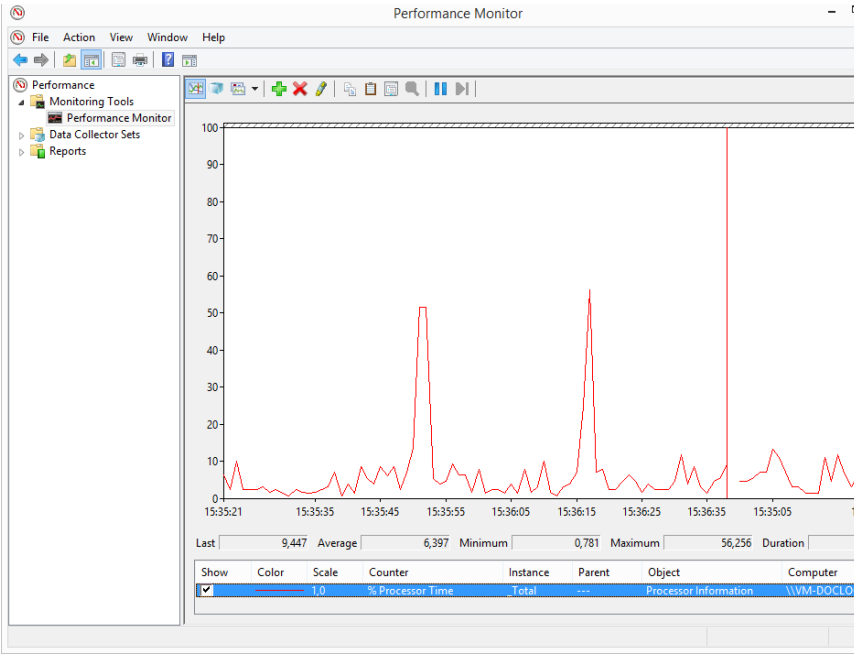 Performance Monitor
File Action View Window Help
Performance
Monitoring Tools
Performance Monitor
Data Collector Sets
Reports
100
90
80
70
60
50
40
30
20
10
0
15:35:21 15:35:35 15:35:45 15:35:55 15:36:05 15:36:15 15:36:25 15:36:35 15:35:05 1
Last 9,447 Average 6,397 Minimum 0,781 Maximum 56,256 Duration
Show Color Scale Counter Instance Parent Object Computer
1,0 % Processor Time _Total --- Processor Information \\VM-DOCLO